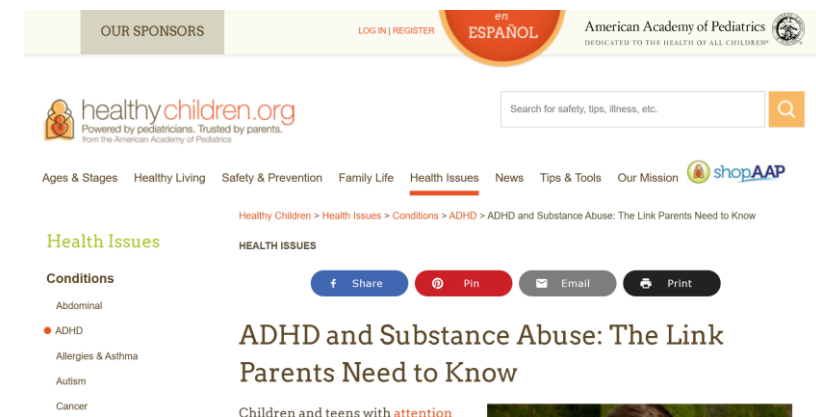 OUR SPONSORS
LOG IN | REGISTER
en
ESPAÑOL
American Academy of Pediatrics
DEDICATED TO THE HEALTH OF ALL CHILDREN®
healthychildren.org
Powered by pediatricians. Trusted by parents.
from the American Academy of Pediatrics
Search for safety, tips, illness, etc.
Ages & Stages Healthy Living Safety & Prevention Family Life Health Issues News Tips & Tools Our Mission shopAAP
Healthy Children > Health Issues > Conditions > ADHD > ADHD and Substance Abuse: The Link Parents Need to Know
Health Issues
HEALTH ISSUES
Conditions
Share Pin Email Print
Abdominal
ADHD
Allergies & Asthma
Autism
Cancer
ADHD and Substance Abuse: The Link
Parents Need to Know
Children and teens with attention